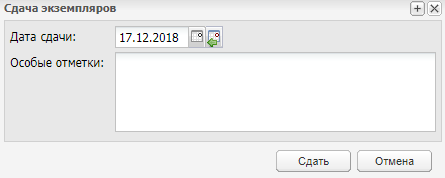 Сдача экземпляров
Дата сдачи: 17.12.2018
Особые отметки:
Сдать Отмена